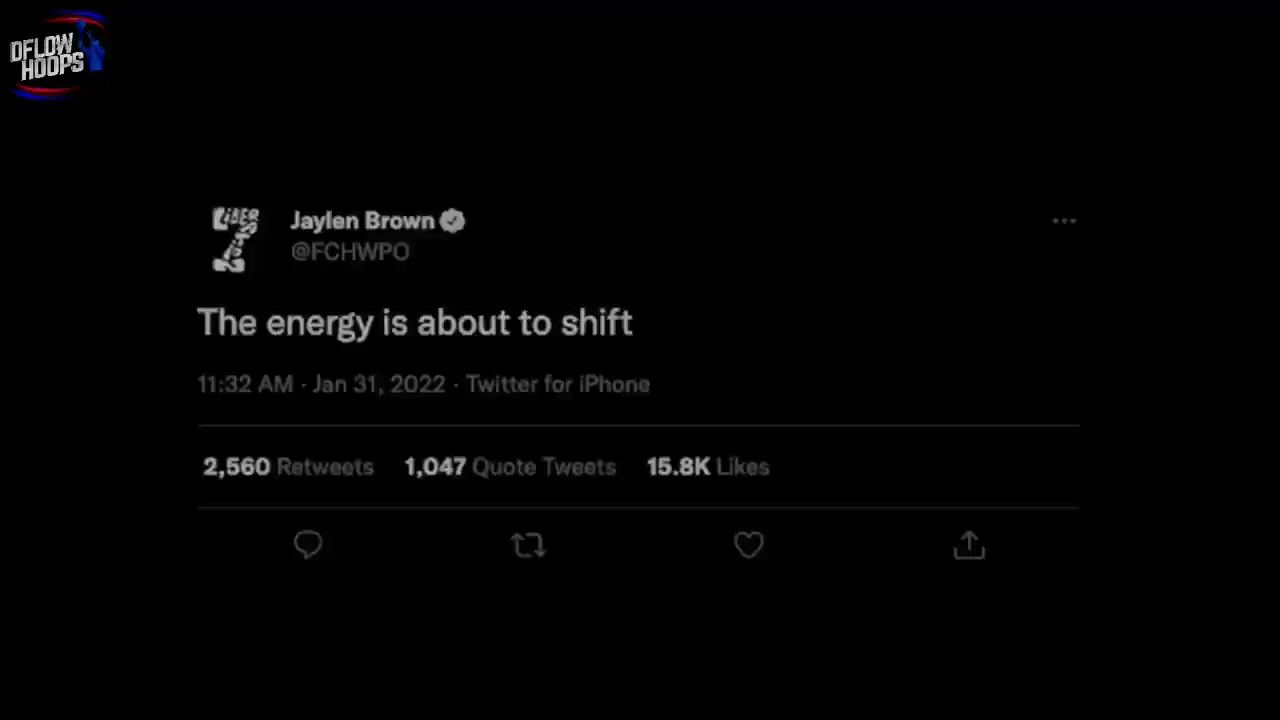 DFLOW
HOOPS
Jaylen Brown
@FCHWPO
The energy is about to shift
11:32 AM · Jan 31, 2022 · Twitter for iPhone
2,560 Retweets 1,047 Quote Tweets 15.8K Likes